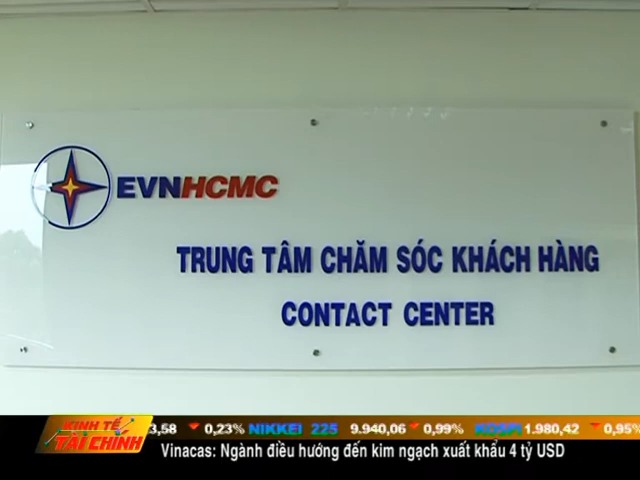 EVNHCMC
TRUNG TÂM CHĂM SÓC KHÁCH HÀNG
CONTACT CENTER
KINH TẾ
TÀI CHÍNH
3,58 0,23% NIKKEI 225 9.940,06 0,99% KOSPI 1.980,42 0,95%
Vinacas: Ngành điều hướng đến kim ngạch xuất khẩu 4 tỷ USD